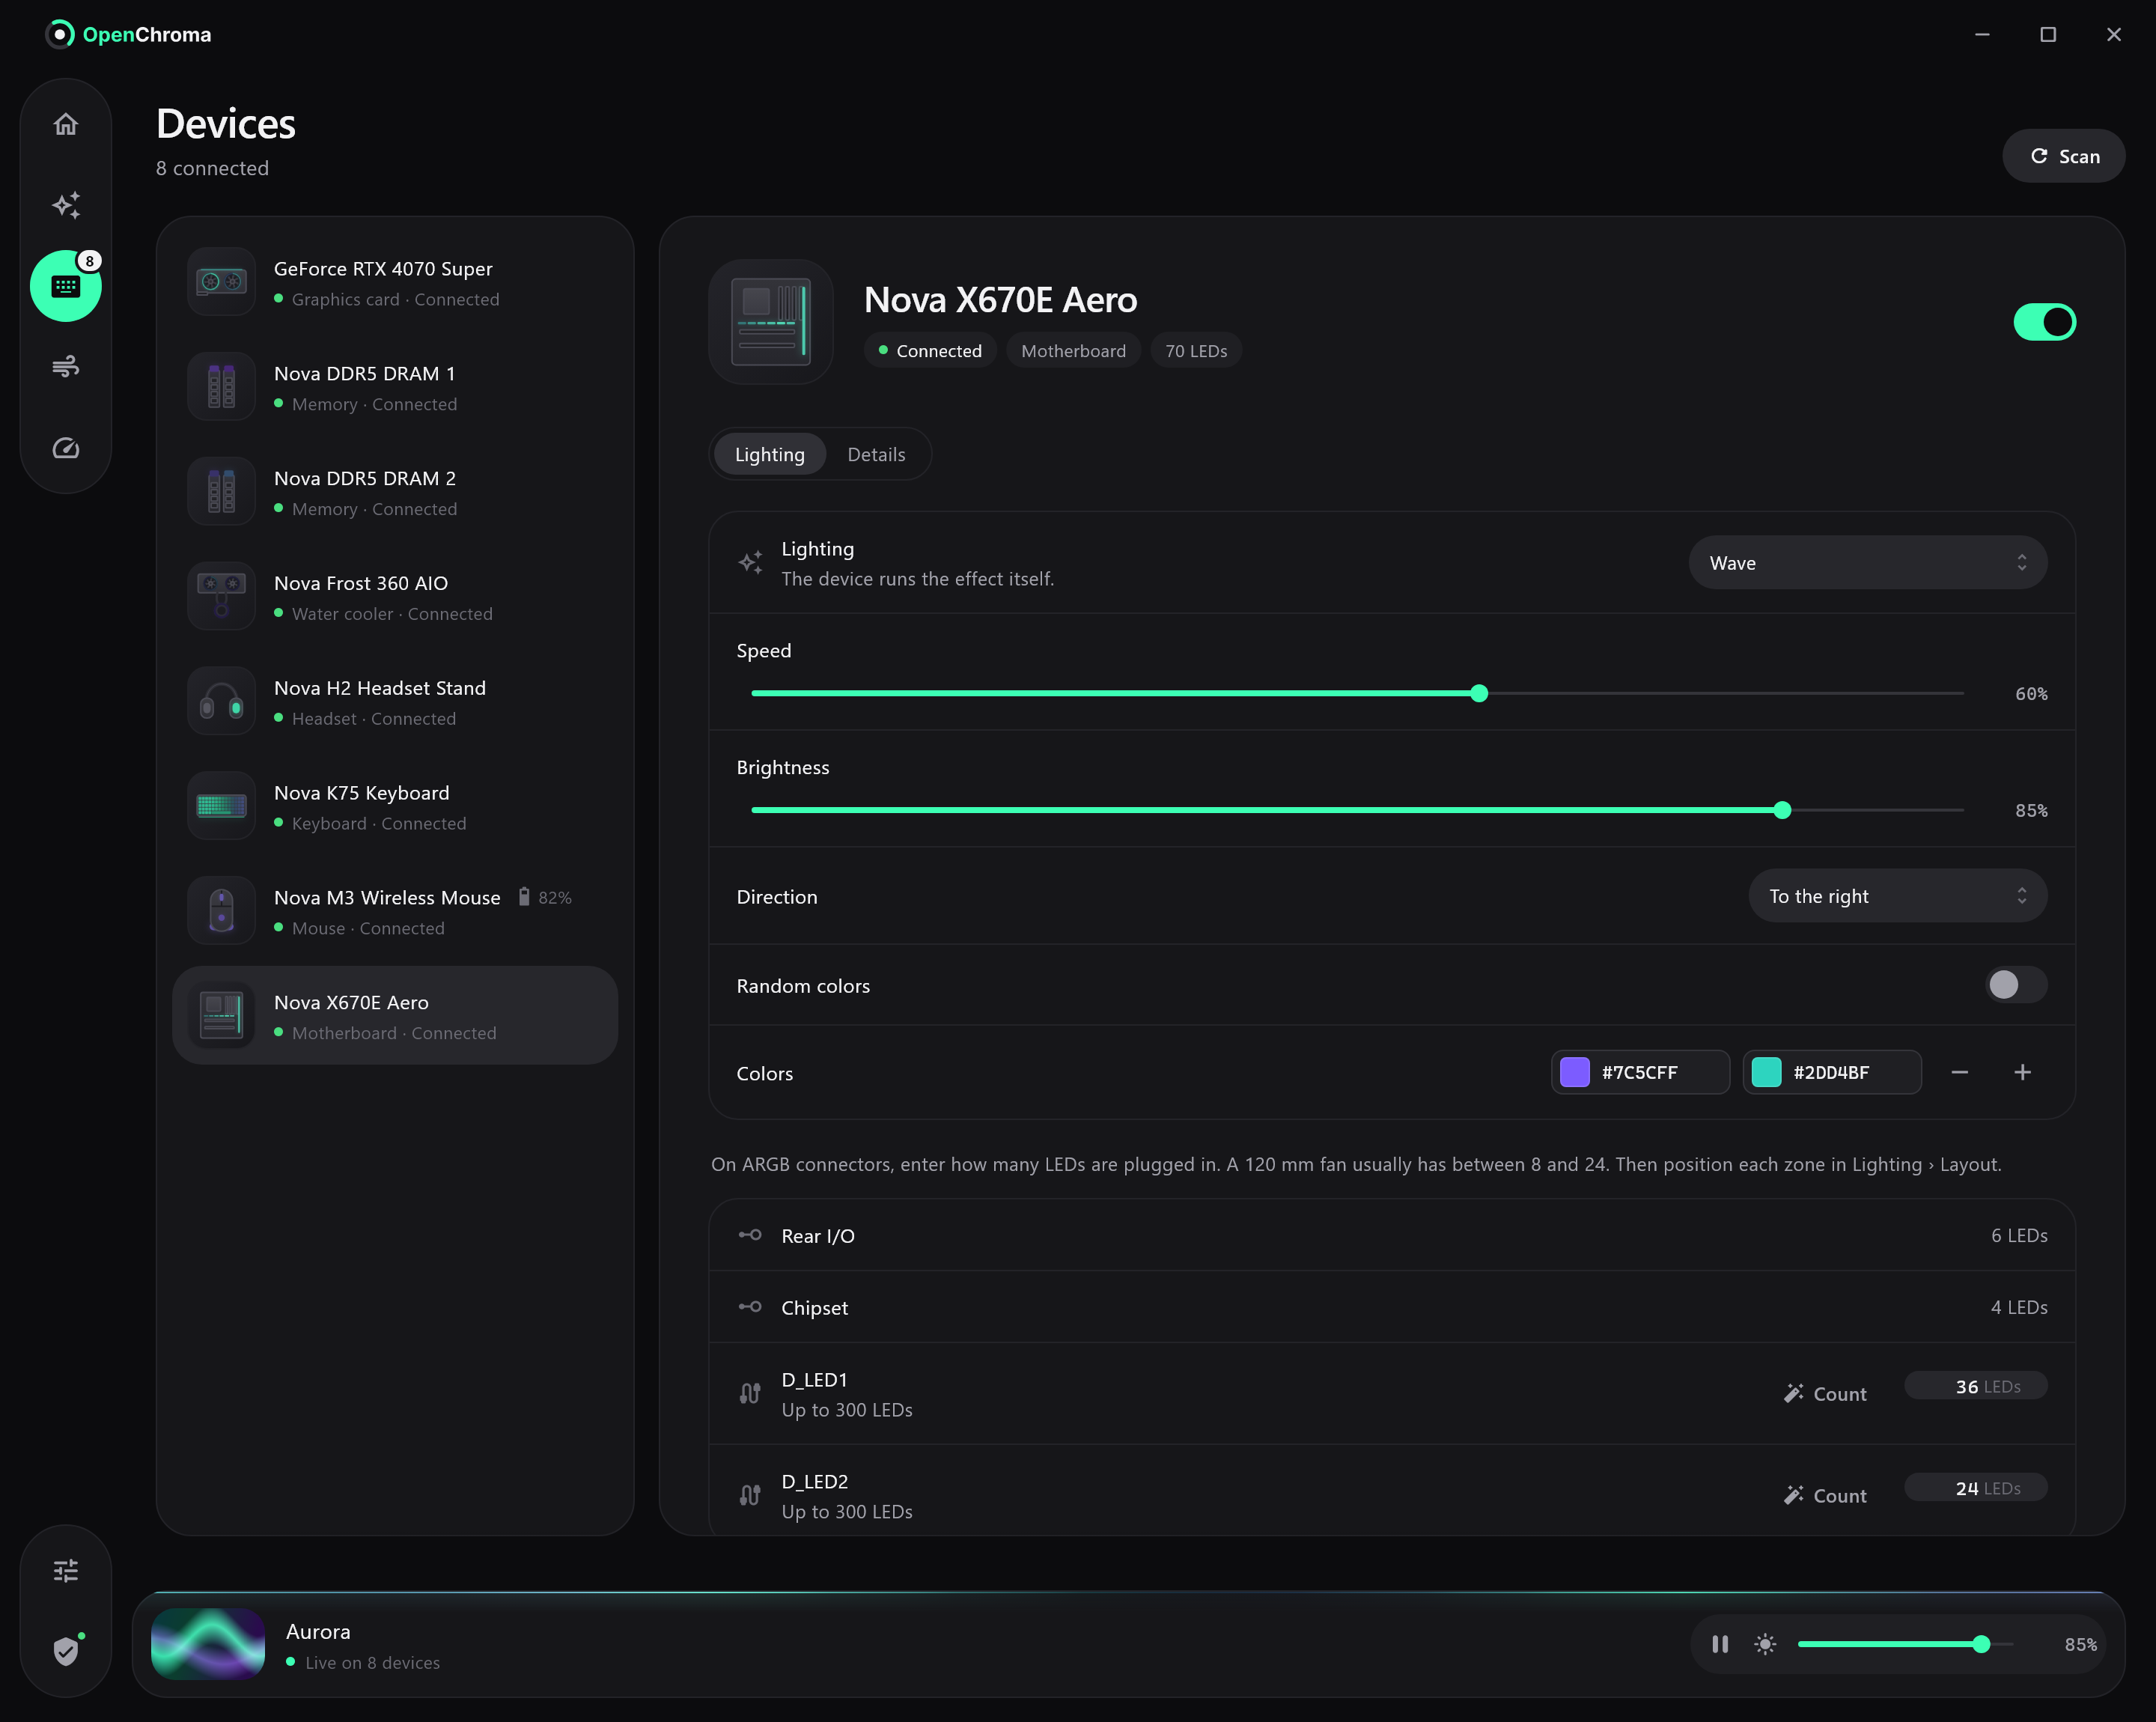 OpenChroma
Devices
8 connected
Scan
8
GeForce RTX 4070 Super
Graphics card · Connected
Nova DDR5 DRAM 1
Memory · Connected
Nova DDR5 DRAM 2
Memory · Connected
Nova Frost 360 AIO
Water cooler · Connected
Nova H2 Headset Stand
Headset · Connected
Nova K75 Keyboard
Keyboard · Connected
Nova M3 Wireless Mouse 82%
Mouse · Connected
Nova X670E Aero
Motherboard · Connected
Nova X670E Aero
Connected Motherboard 70 LEDs
Lighting Details
Lighting
The device runs the effect itself.
Wave
Speed
60%
Brightness
85%
Direction
To the right
Random colors
Colors
#7C5CFF #2DD4BF
On ARGB connectors, enter how many LEDs are plugged in. A 120 mm fan usually has between 8 and 24. Then position each zone in Lighting › Layout.
Rear I/O
6 LEDs
Chipset
4 LEDs
D_LED1
Up to 300 LEDs
Count
36 LEDs
D_LED2
Up to 300 LEDs
Count
24 LEDs
Aurora
Live on 8 devices
85%